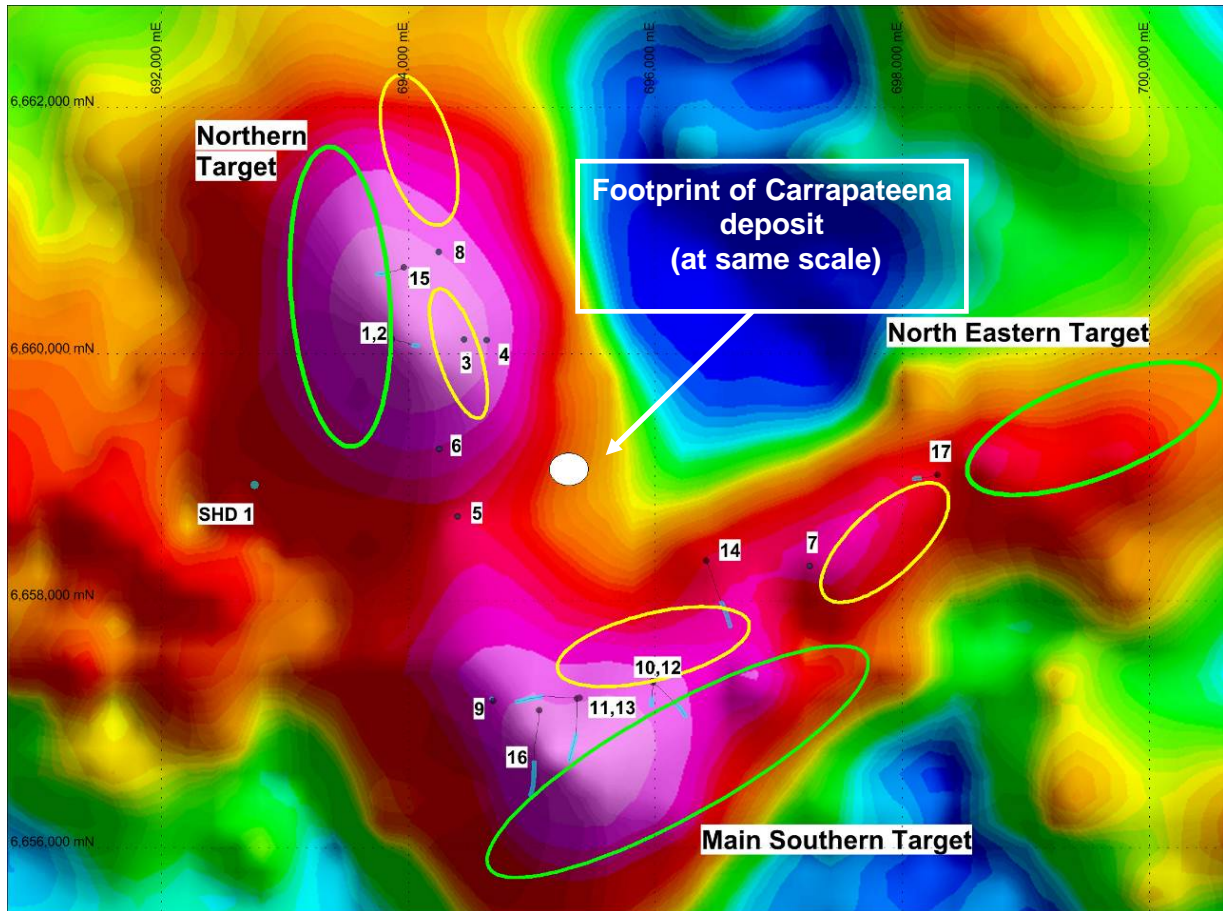 692,000 mE
694,000 mE
696,000 mE
698,000 mE
700,000 mE
6,662,000 mN
Northern
Target
Footprint of Carrapateena
deposit
(at same scale)
8
15
1,2
3
4
North Eastern Target
6,660,000 mN
6
17
SHD 1
5
14
7
6,658,000 mN
10,12
9
11,13
16
Main Southern Target
6,656,000 mN